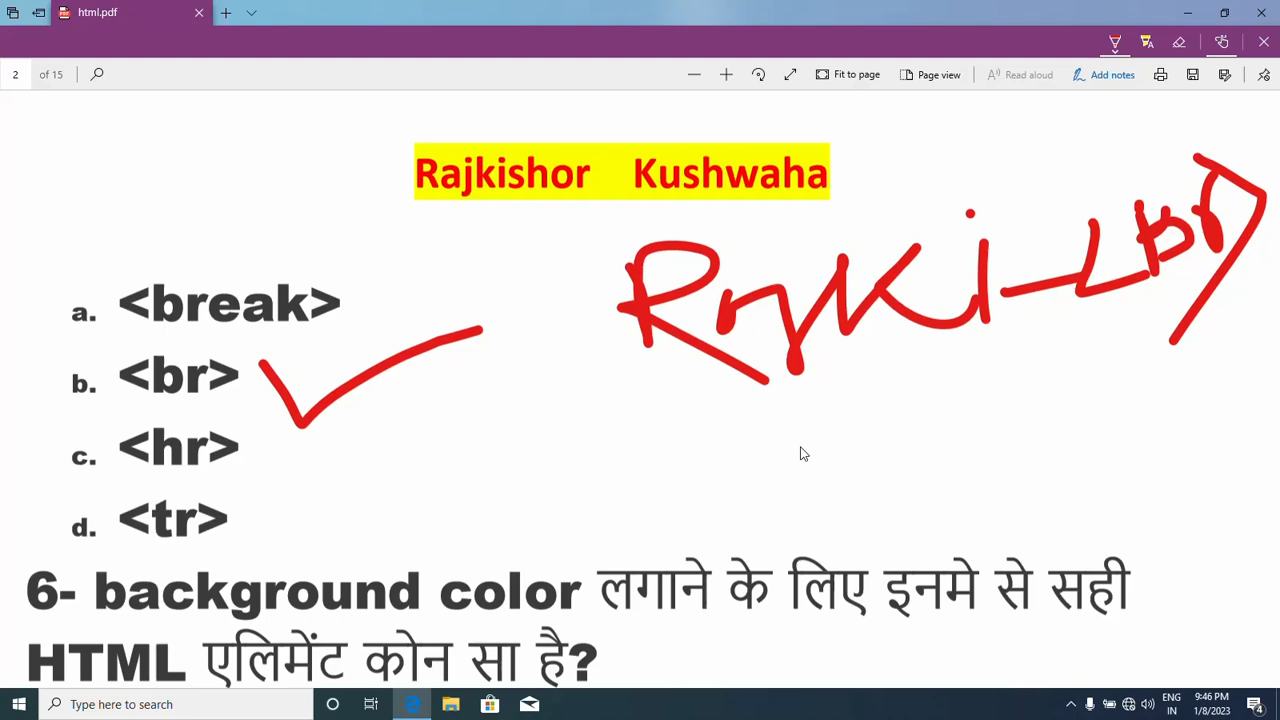 html.pdf
2 of 15 Fit to page Page view Read aloud Add notes
Rajkishor Kushwaha
a. <break>
b. <br>
c. <hr>
d. <tr>
6- background color लगाने के लिए इनमे से सही
HTML एलिमेंट कोन सा है?
Type here to search
ENG 9:46 PM
IN 1/8/2023
4